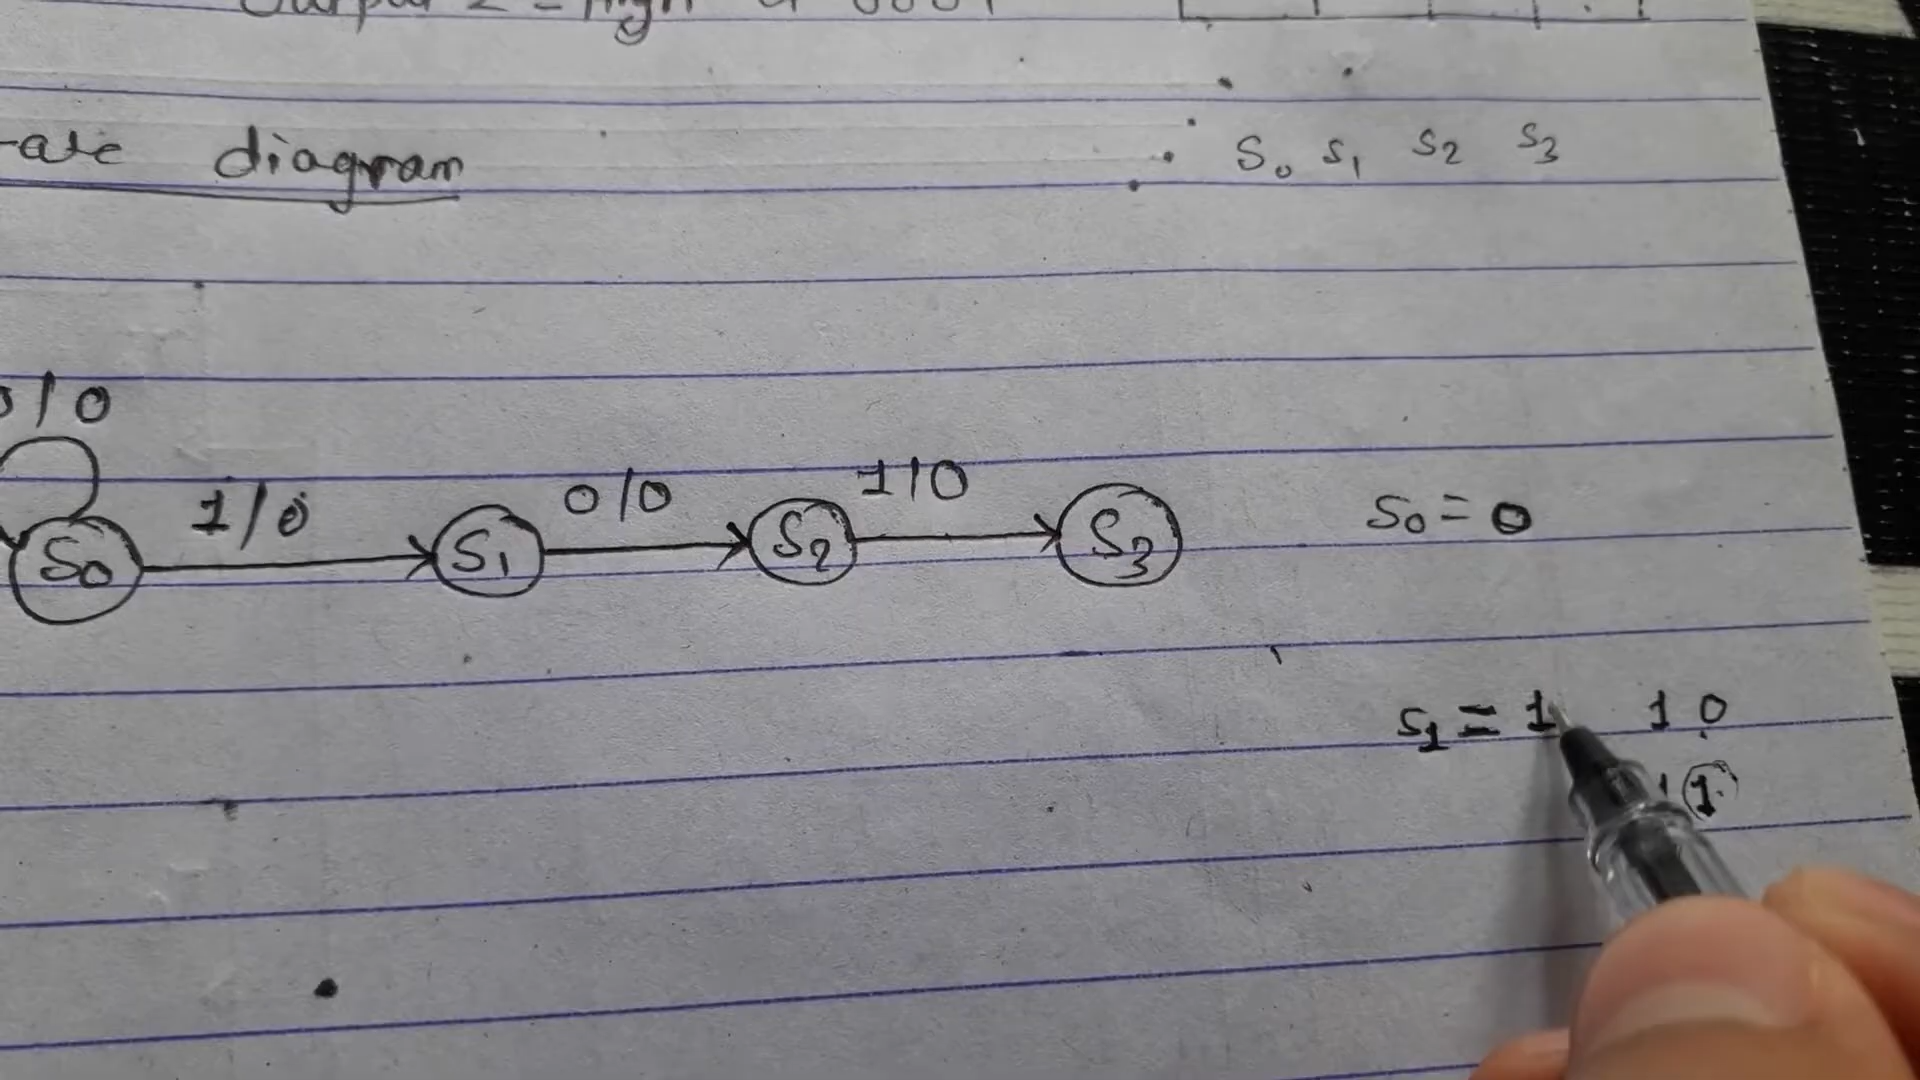 diagram
S0 S1 S2 S3
/ 0
1/0 0/0 1/0
S0 S1 S2 S3 S0 = 0
S1 = 1 1 0
1